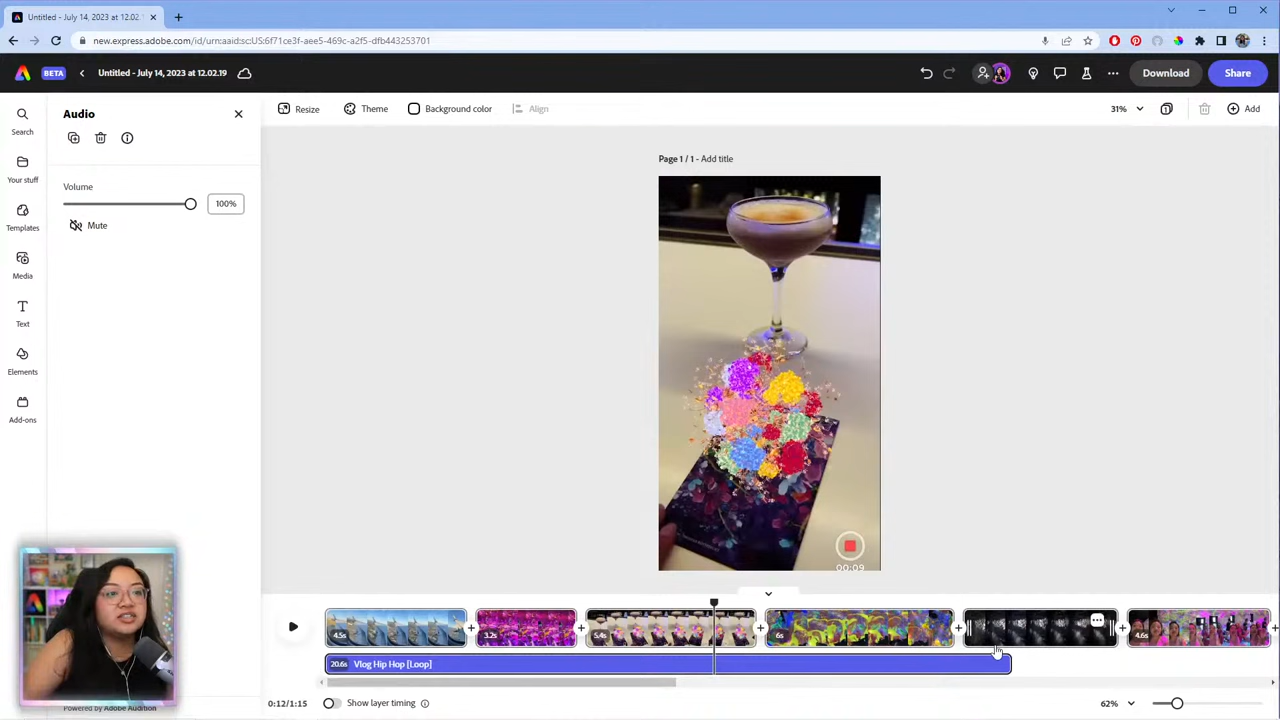 Untitled - July 14, 2023 at 12.02.1
new.express.adobe.com/id/urn:aaid:sc:US:6f71ce3f-aee5-469c-a2f5-dfb443253701
BETA
Untitled - July 14, 2023 at 12.02.19
Download
Share
Search
Your stuff
Templates
Media
Text
Elements
Add-ons
Audio
Volume
100%
Mute
Resize
Theme
Background color
Align
31%
1
Add
Page 1 / 1 - Add title
00:09
4.5s
3.2s
5.4s
6s
4.6s
20.6s Vlog Hip Hop [Loop]
0:12/1:15
Show layer timing
62%
Powered by Adobe Audition